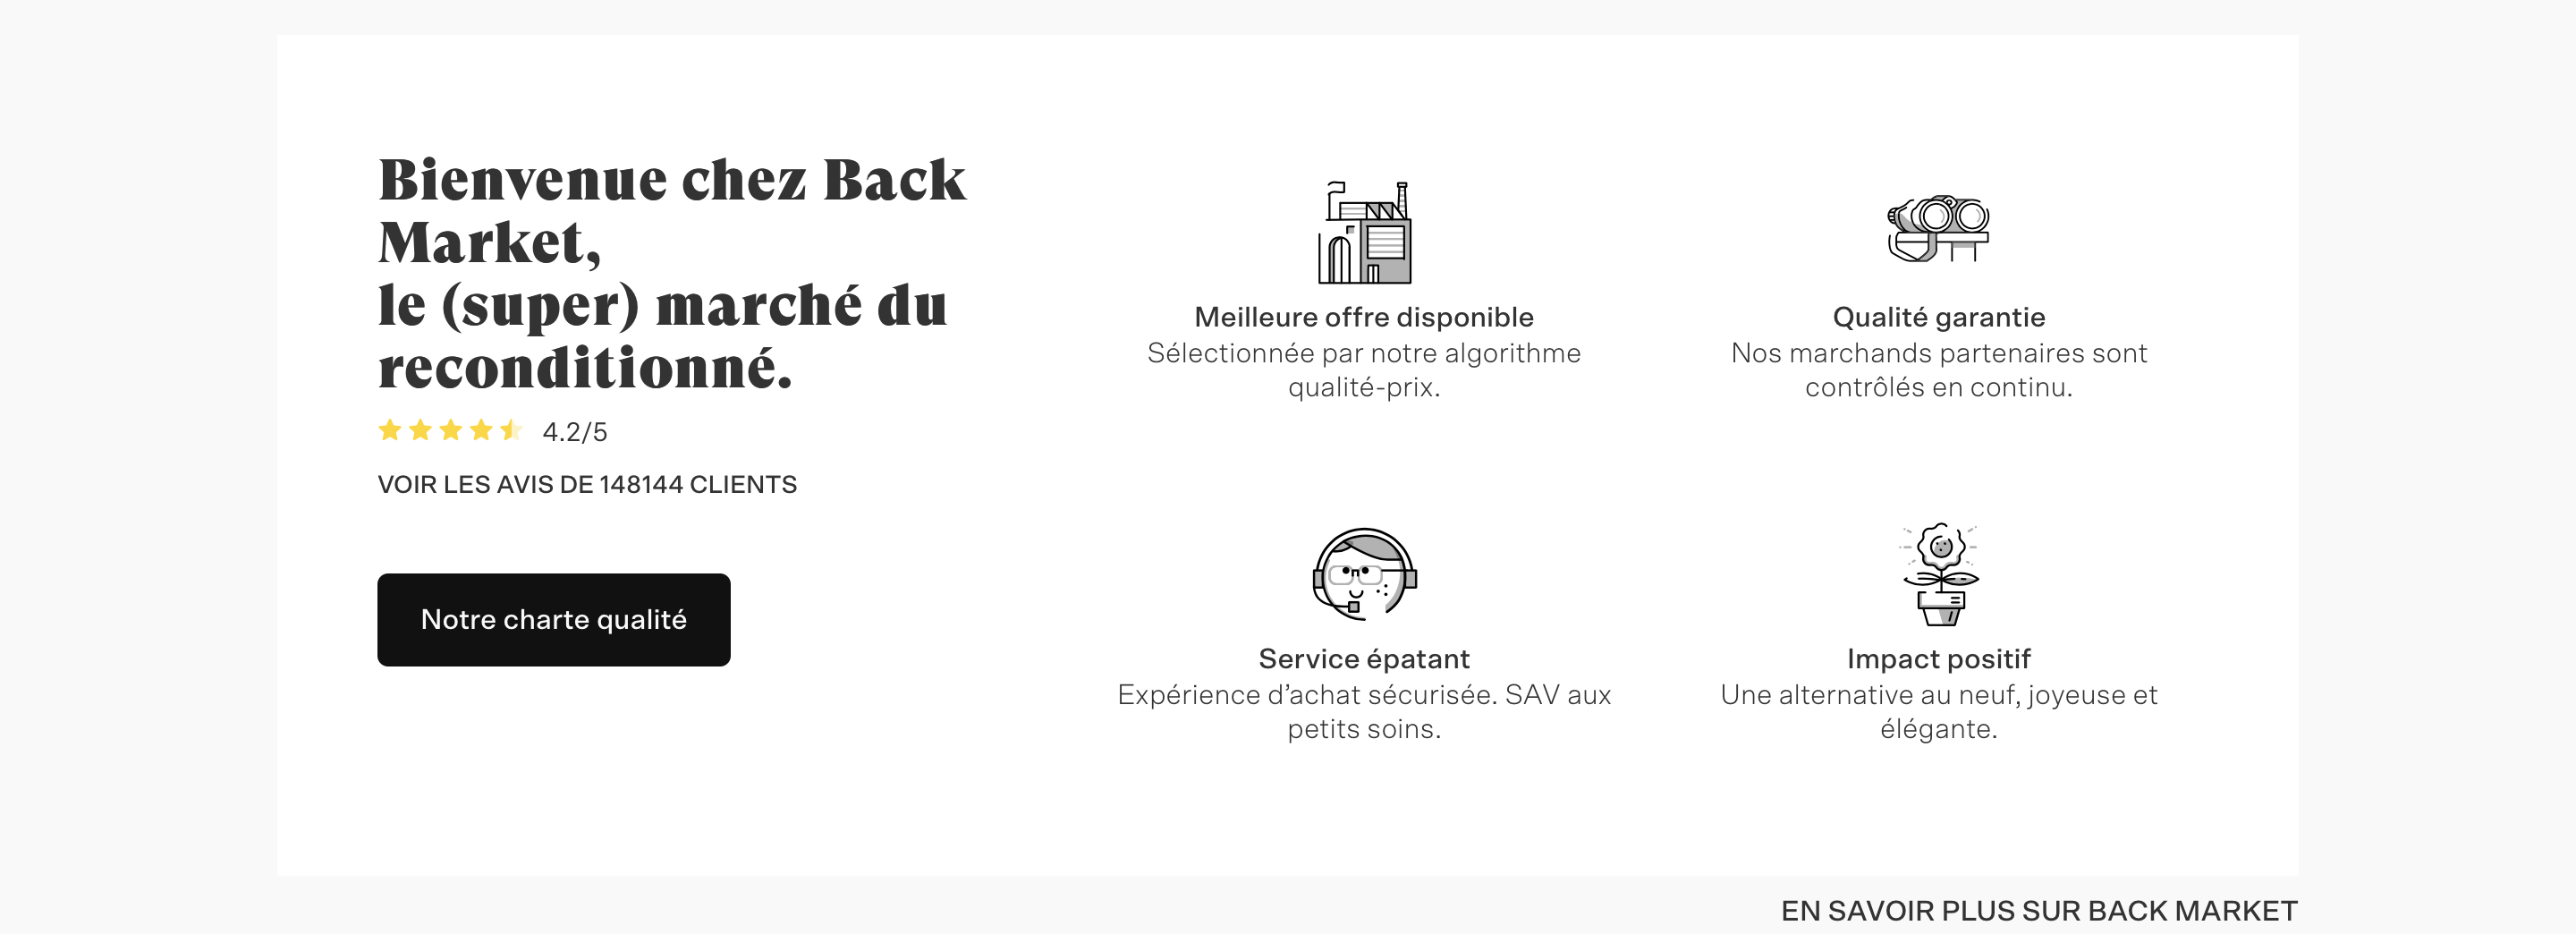 Bienvenue chez Back
Market,
le (super) marché du
reconditionné.
4.2/5
VOIR LES AVIS DE 148144 CLIENTS
Notre charte qualité
Meilleure offre disponible
Sélectionnée par notre algorithme
qualité-prix.
Qualité garantie
Nos marchands partenaires sont
contrôlés en continu.
Service épatant
Expérience d’achat sécurisée. SAV aux
petits soins.
Impact positif
Une alternative au neuf, joyeuse et
élégante.
EN SAVOIR PLUS SUR BACK MARKET